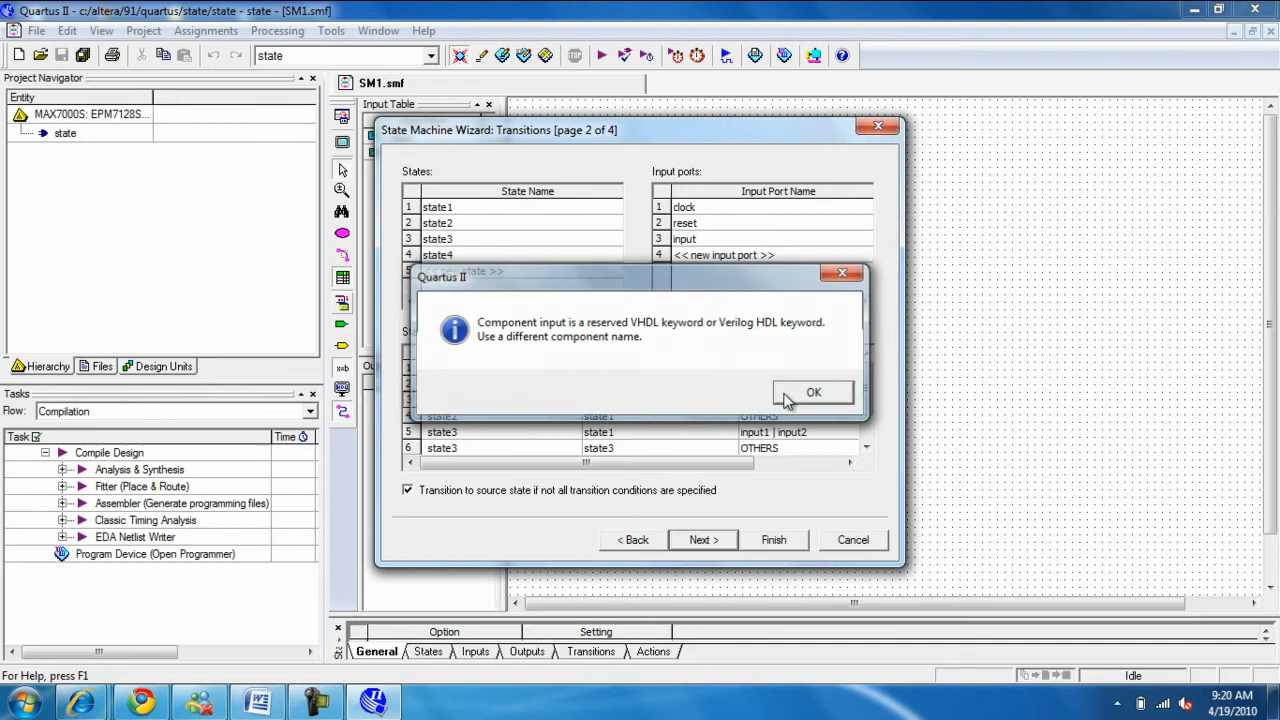 Quartus II - c:/altera/91/quartus/state/state - state - [SM1.smf]
File Edit View Project Assignments Processing Tools Window Help
state
Project Navigator
Entity
MAX7000S: EPM7128S...
state
Hierarchy Files Design Units
Tasks
Flow: Compilation
Task Time
Compile Design
Analysis & Synthesis
Fitter (Place & Route)
Assembler (Generate programming files)
Classic Timing Analysis
EDA Netlist Writer
Program Device (Open Programmer)
SM1.smf
Input Table
State Machine Wizard: Transitions [page 2 of 4]
States: Input ports:
State Name Input Port Name
1 state1 1 clock
2 state2 2 reset
3 state3 3 input
4 state4 4 << new input port >>
Quartus II
Component input is a reserved VHDL keyword or Verilog HDL keyword.
Use a different component name.
OK
4 state2 state1 OTHERS
5 state3 state1 input1 | input2
6 state3 state3 OTHERS
Transition to source state if not all transition conditions are specified
< Back Next > Finish Cancel
Option Setting
General States Inputs Outputs Transitions Actions
For Help, press F1
Idle
9:20 AM
4/19/2010